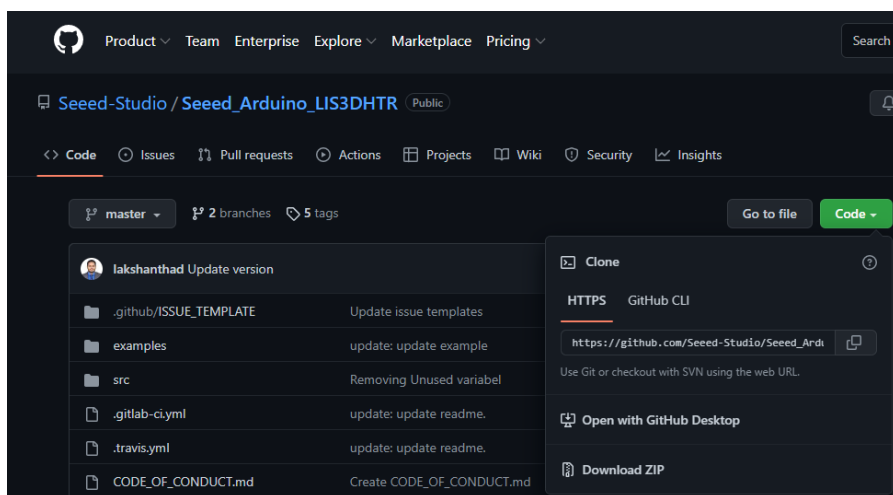 Product Team Enterprise Explore Marketplace Pricing Search
Seeed-Studio / Seeed_Arduino_LIS3DHTR Public
<> Code Issues Pull requests Actions Projects Wiki Security Insights
master 2 branches 5 tags Go to file Code
lakshanthad Update version
.github/ISSUE_TEMPLATE Update issue templates
examples update: update example
src Removing Unused variabel
.gitlab-ci.yml update: update readme.
.travis.yml update: update readme.
CODE_OF_CONDUCT.md Create CODE_OF_CONDUCT.md
Clone
HTTPS GitHub CLI
https://github.com/Seeed-Studio/Seeed_Ardu
Use Git or checkout with SVN using the web URL.
Open with GitHub Desktop
Download ZIP